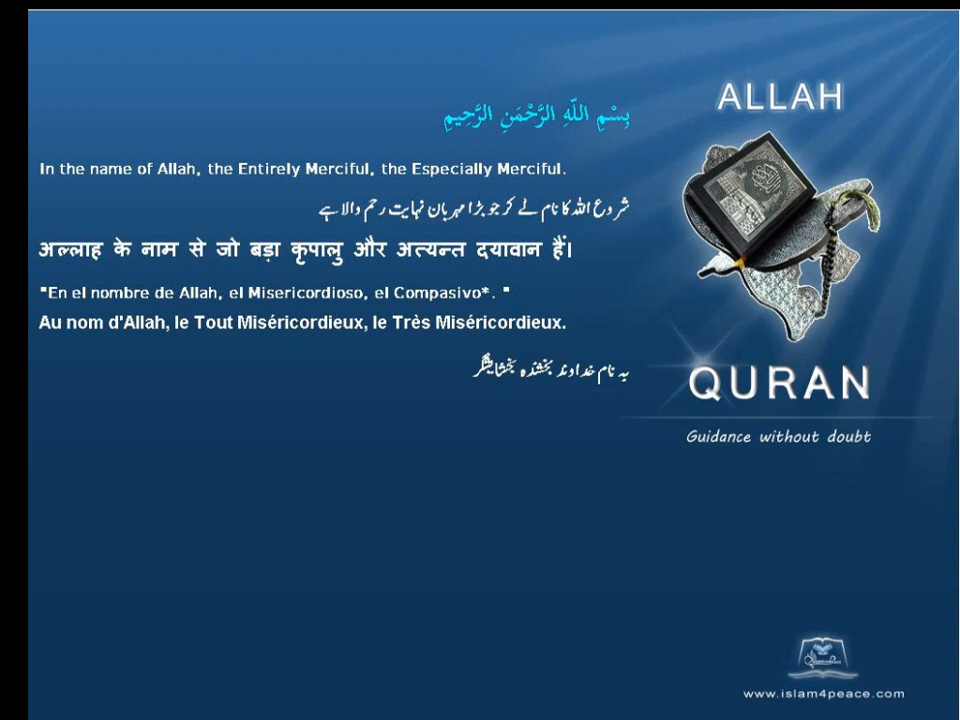 بِسْمِ اللّهِ الرَّحْمَنِ الرَّحِيمِ
In the name of Allah, the Entirely Merciful, the Especially Merciful.
شروع الله کا نام لے کر جو بڑا مہربان نہایت رحم والا ہے
अल्लाह के नाम से जो बड़ा कृपालु और अत्यन्त दयावान हैं।
"En el nombre de Allah, el Misericordioso, el Compasivo*. "
Au nom d'Allah, le Tout Miséricordieux, le Très Miséricordieux.
به نام خداوند بخشنده بخشایشگر
ALLAH
QURAN
Guidance without doubt
www.islam4peace.com